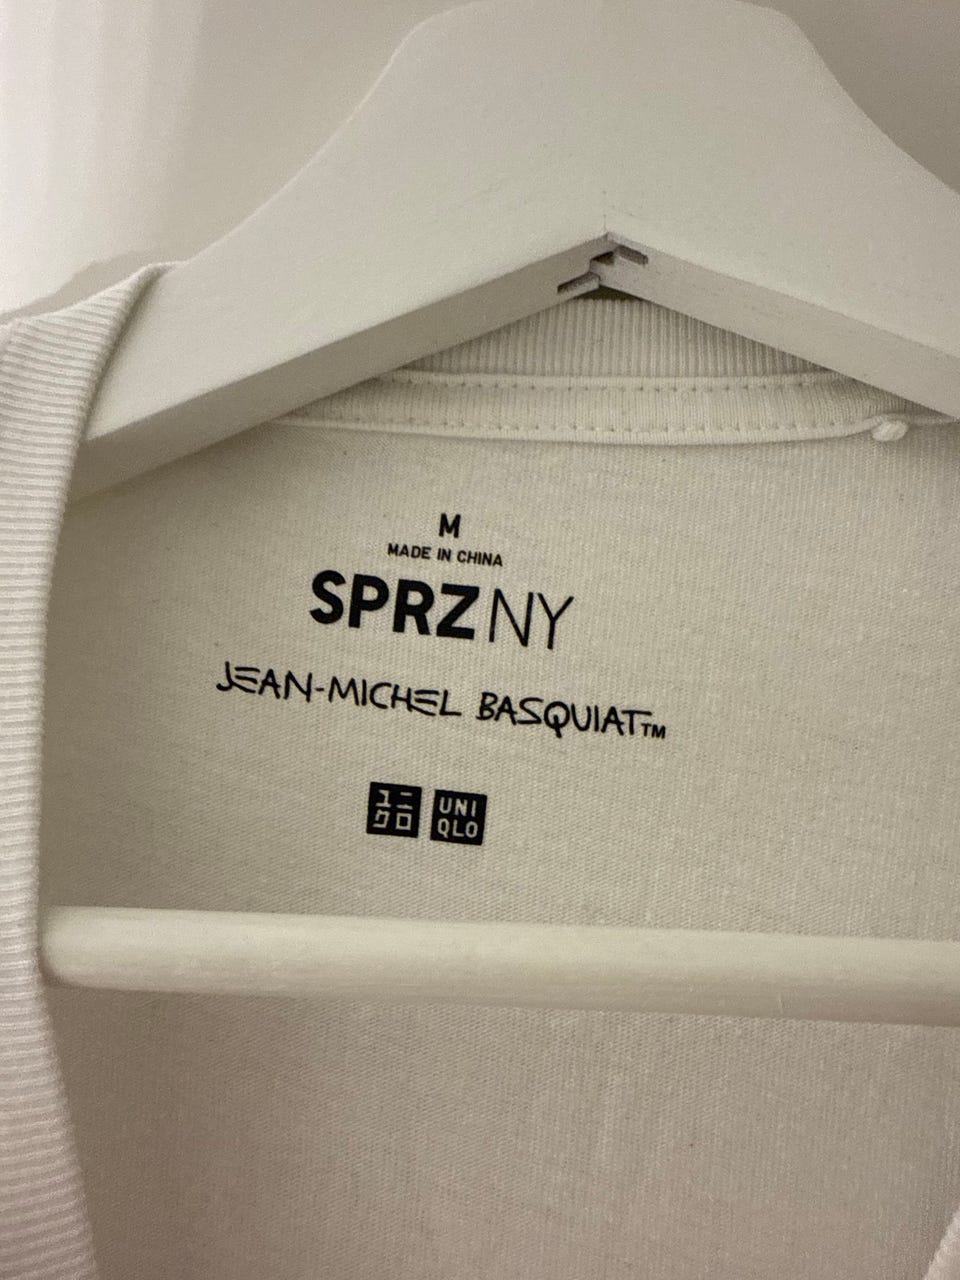 M
MADE IN CHINA
SPRZ NY
JEAN-MICHEL BASQUIAT™
ユニ
クロ
UNI
QLO